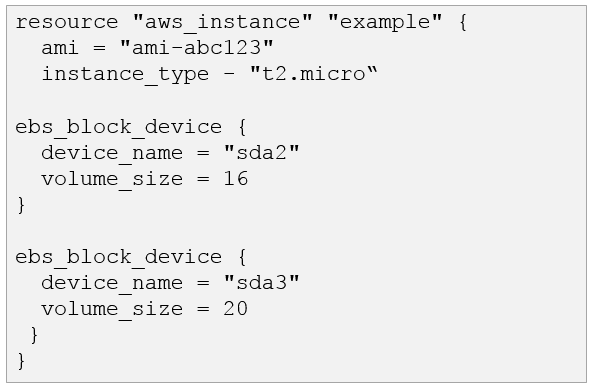 resource "aws_instance" "example" {
  ami = "ami-abc123"
  instance_type - "t2.micro“

ebs_block_device {
  device_name = "sda2"
  volume_size = 16
}

ebs_block_device {
  device_name = "sda3"
  volume_size = 20
 }
}